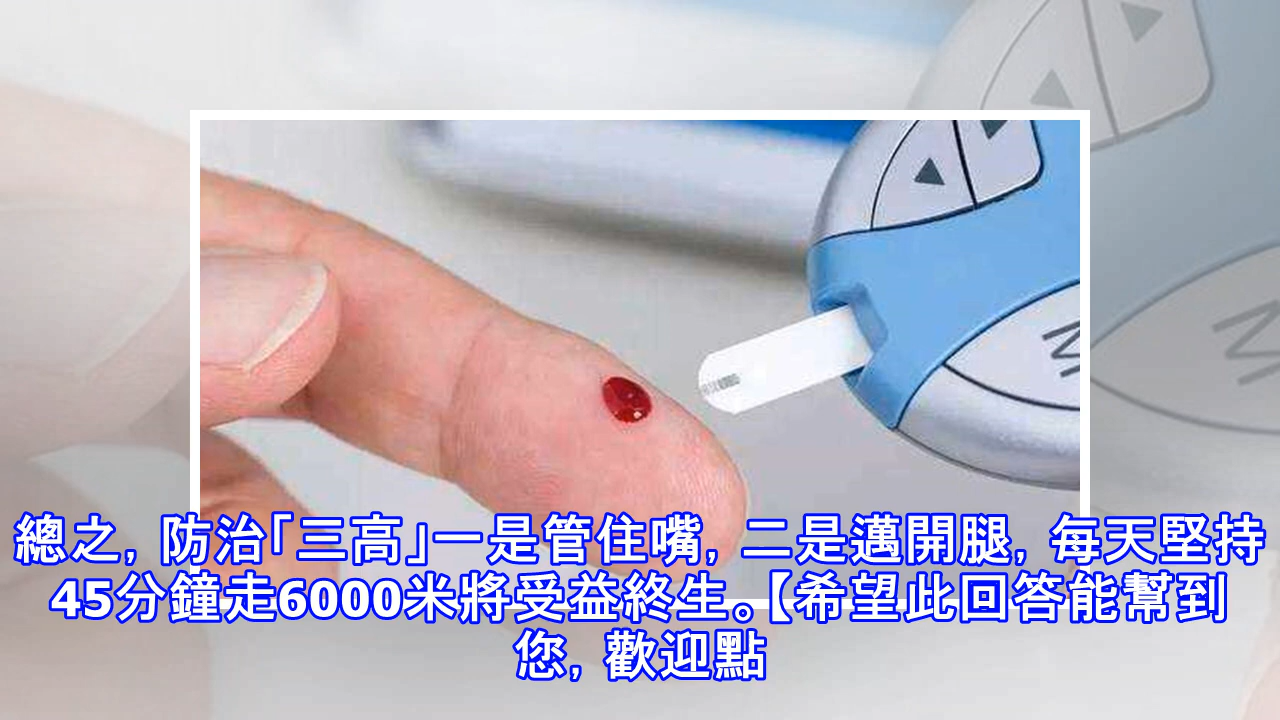 總之, 防治「三高」一是管住嘴, 二是邁開腿, 每天堅持
45分鐘走6000米將受益終生。【希望此回答能幫到
您, 歡迎點
M